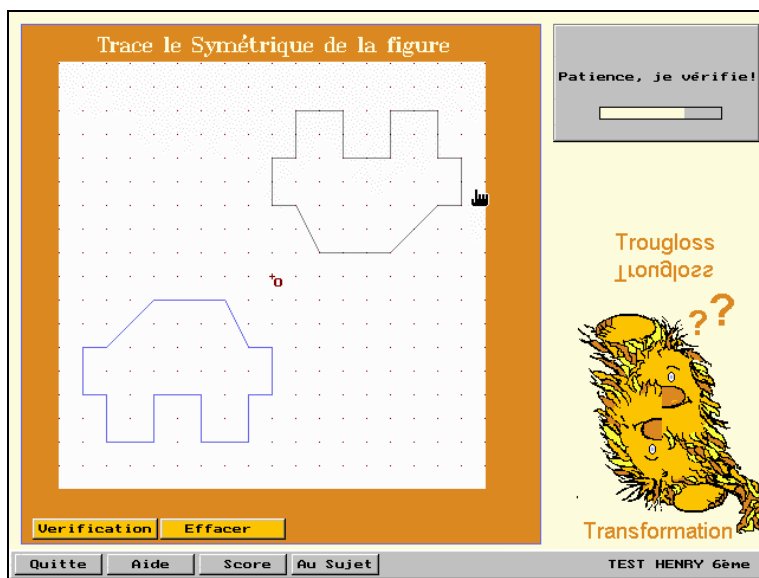 Trace le Symétrique de la figure
Patience, je vérifie!
Trougloss
Trougloss
??
o
Transformation
Verification
Effacer
Quitte
Aide
Score
Au Sujet
TEST HENRY 6ème